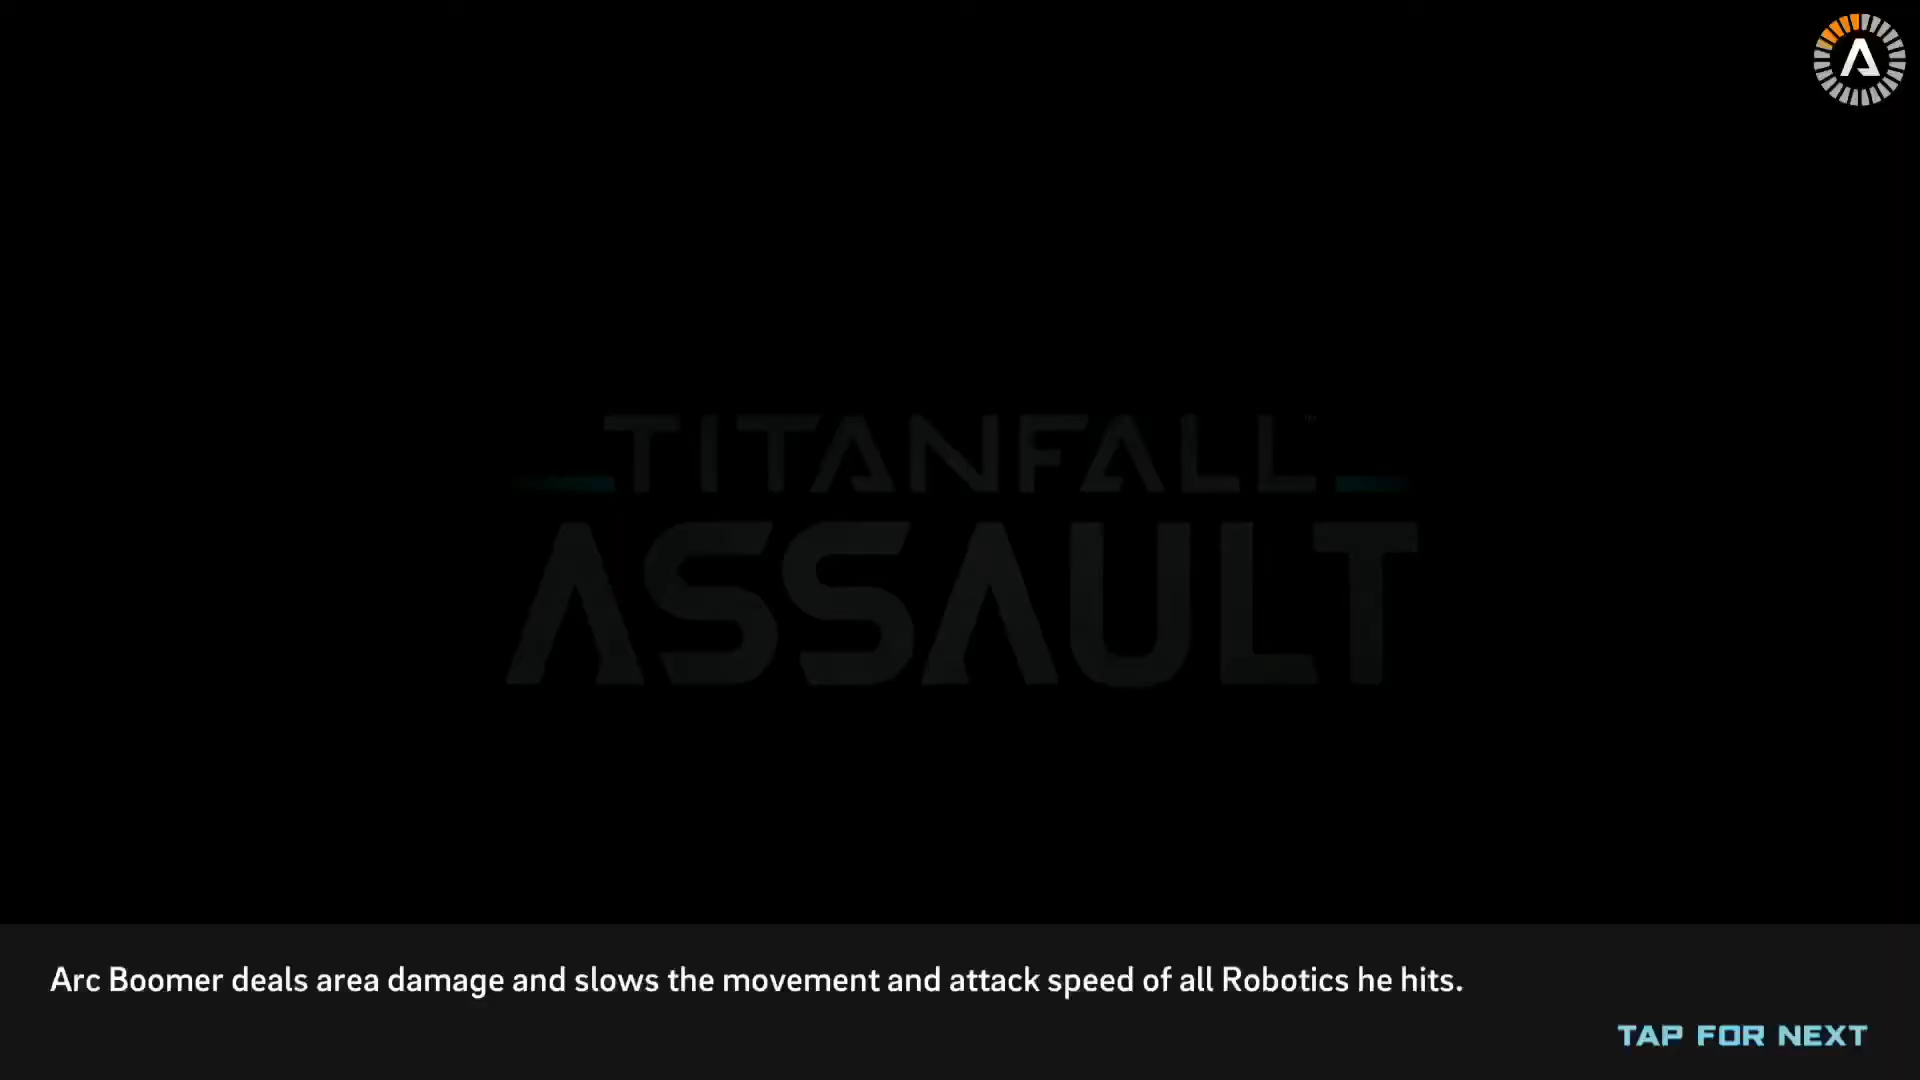 TITANFALL™
ASSAULT
Arc Boomer deals area damage and slows the movement and attack speed of all Robotics he hits.
TAP FOR NEXT